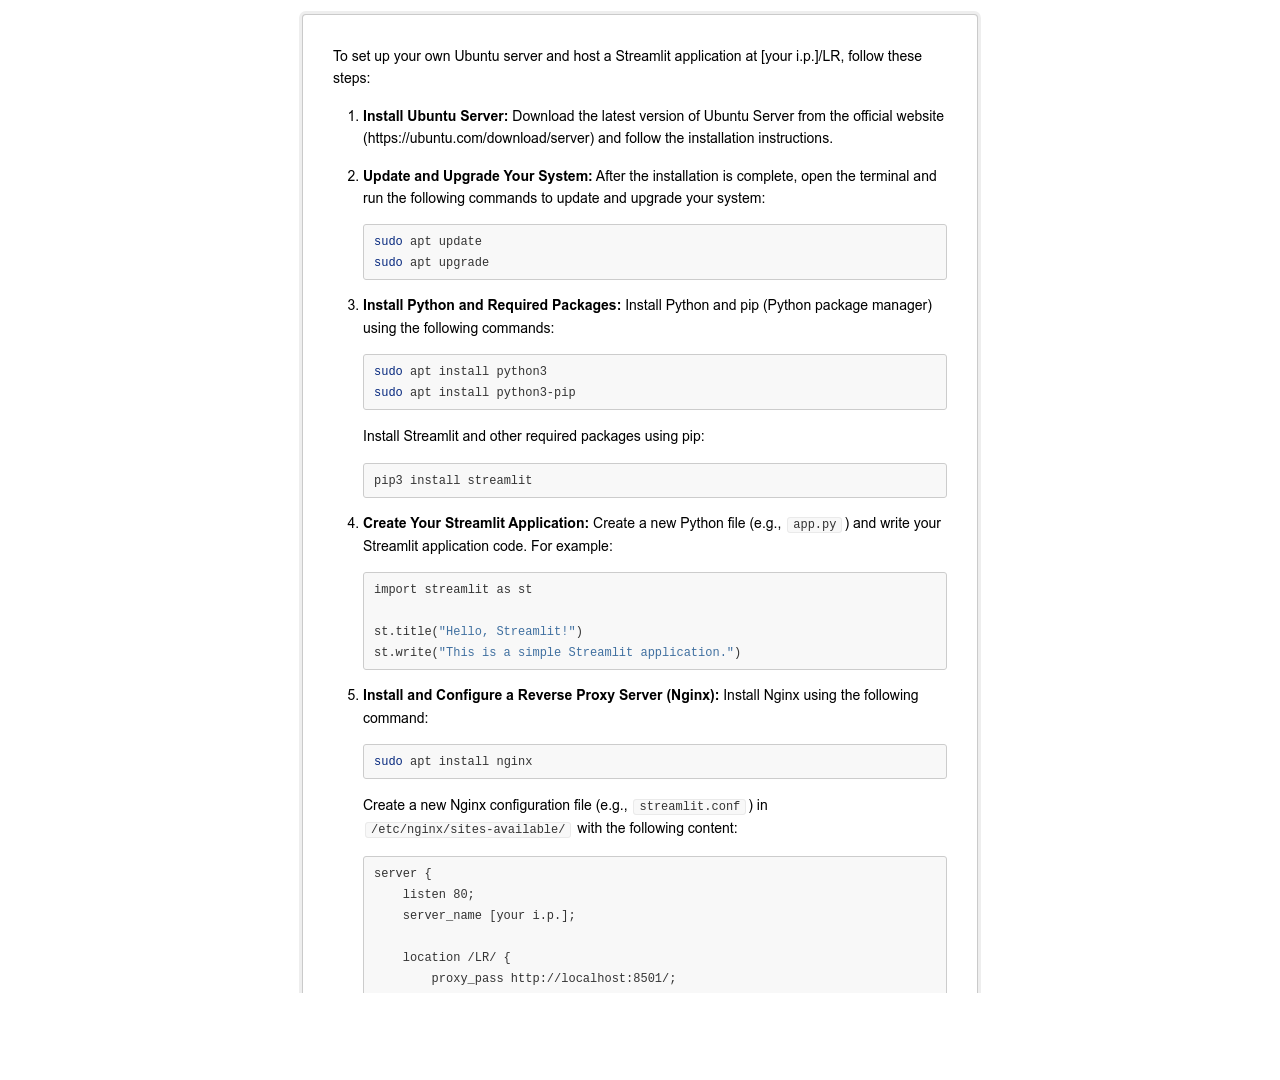 To set up your own Ubuntu server and host a Streamlit application at [your i.p.]/LR, follow these
steps:
1. Install Ubuntu Server: Download the latest version of Ubuntu Server from the official website
(https://ubuntu.com/download/server) and follow the installation instructions.
2. Update and Upgrade Your System: After the installation is complete, open the terminal and
run the following commands to update and upgrade your system:
sudo apt update
sudo apt upgrade
3. Install Python and Required Packages: Install Python and pip (Python package manager)
using the following commands:
sudo apt install python3
sudo apt install python3-pip
Install Streamlit and other required packages using pip:
pip3 install streamlit
4. Create Your Streamlit Application: Create a new Python file (e.g., app.py) and write your
Streamlit application code. For example:
import streamlit as st
st.title("Hello, Streamlit!")
st.write("This is a simple Streamlit application.")
5. Install and Configure a Reverse Proxy Server (Nginx): Install Nginx using the following
command:
sudo apt install nginx
Create a new Nginx configuration file (e.g., streamlit.conf) in
/etc/nginx/sites-available/ with the following content:
server {
    listen 80;
    server_name [your i.p.];
    location /LR/ {
        proxy_pass http://localhost:8501/;